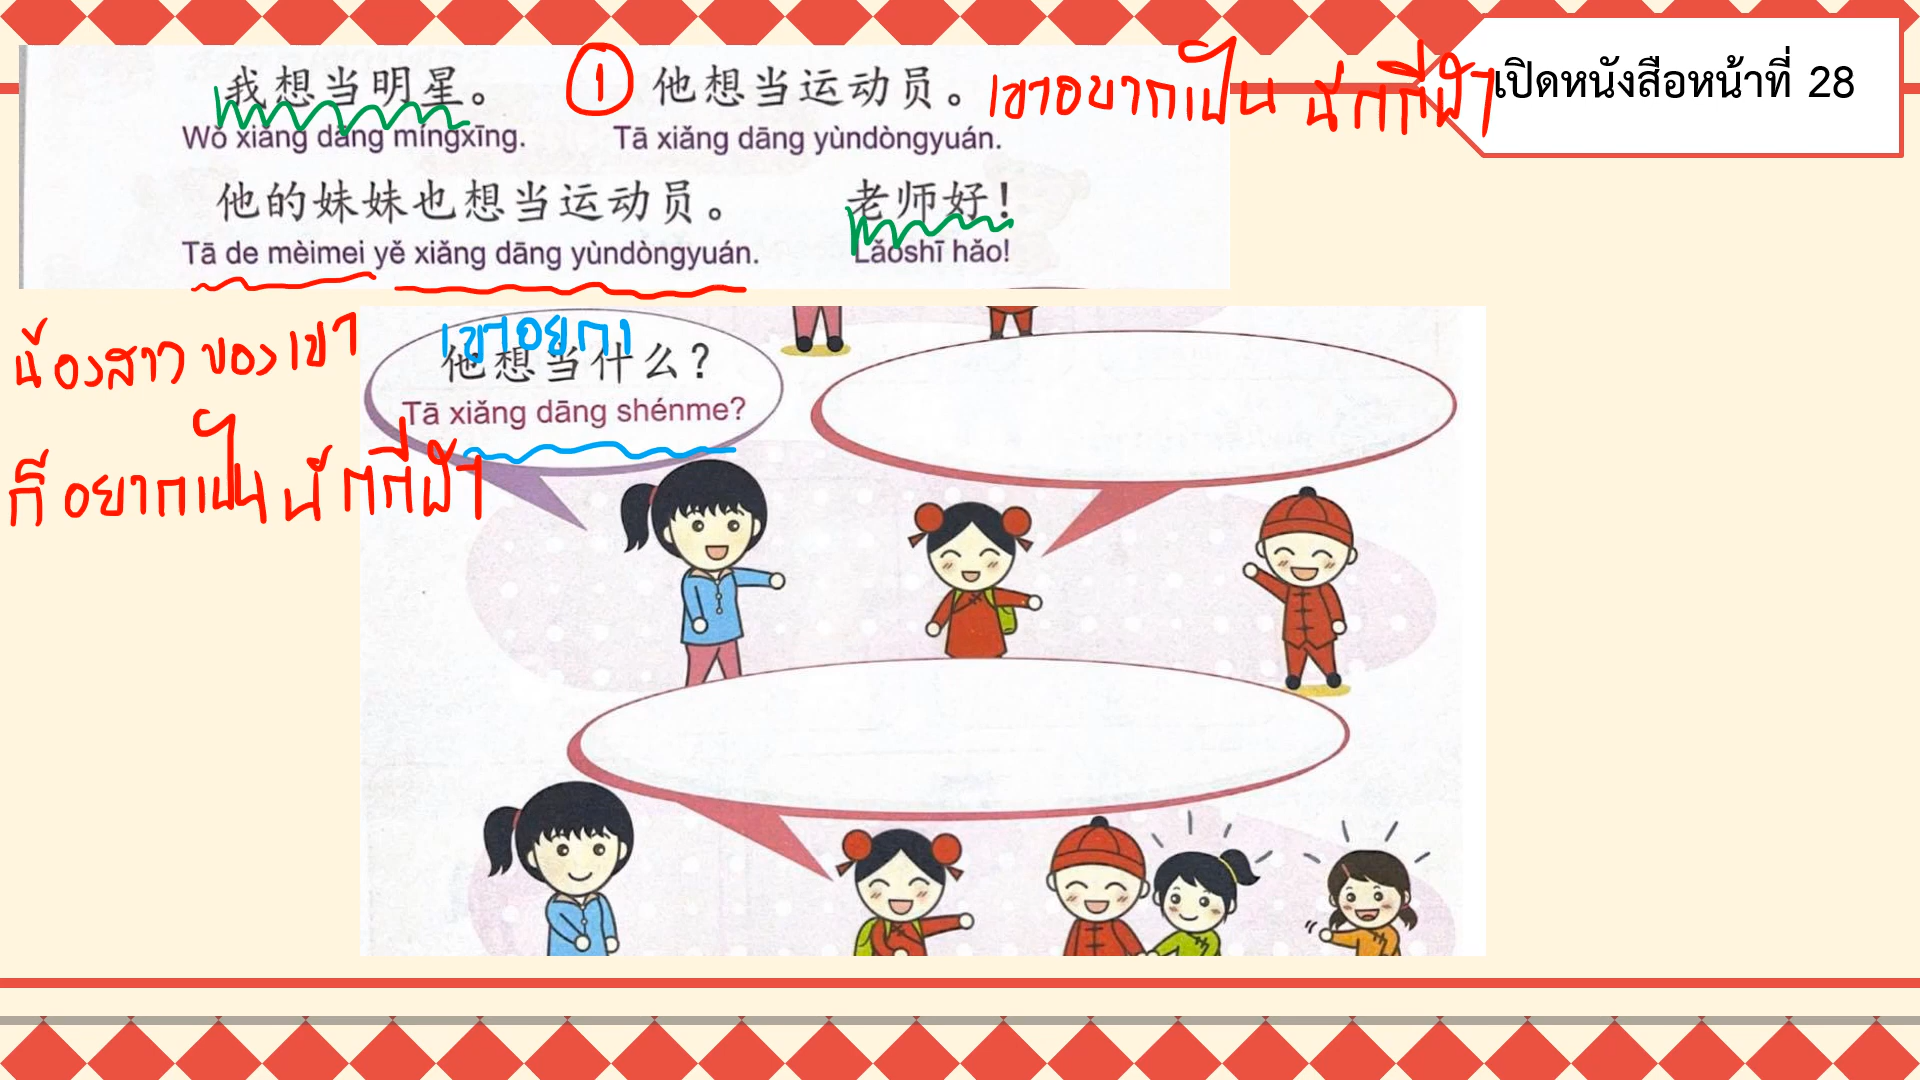 เปิดหนังสือหน้าที่ 28
我想当明星。
Wǒ xiǎng dāng míngxīng.
1
他想当运动员。
Tā xiǎng dāng yùndòngyuán.
เขาอยากเป็น นักกีฬา
他的妹妹也想当运动员。
Tā de mèimei yě xiǎng dāng yùndòngyuán.
老师好！
Lǎoshī hǎo!
น้องสาว ของเขา
ก็ อยากเป็น นักกีฬา
เขาอยาก
他想当什么？
Tā xiǎng dāng shénme?